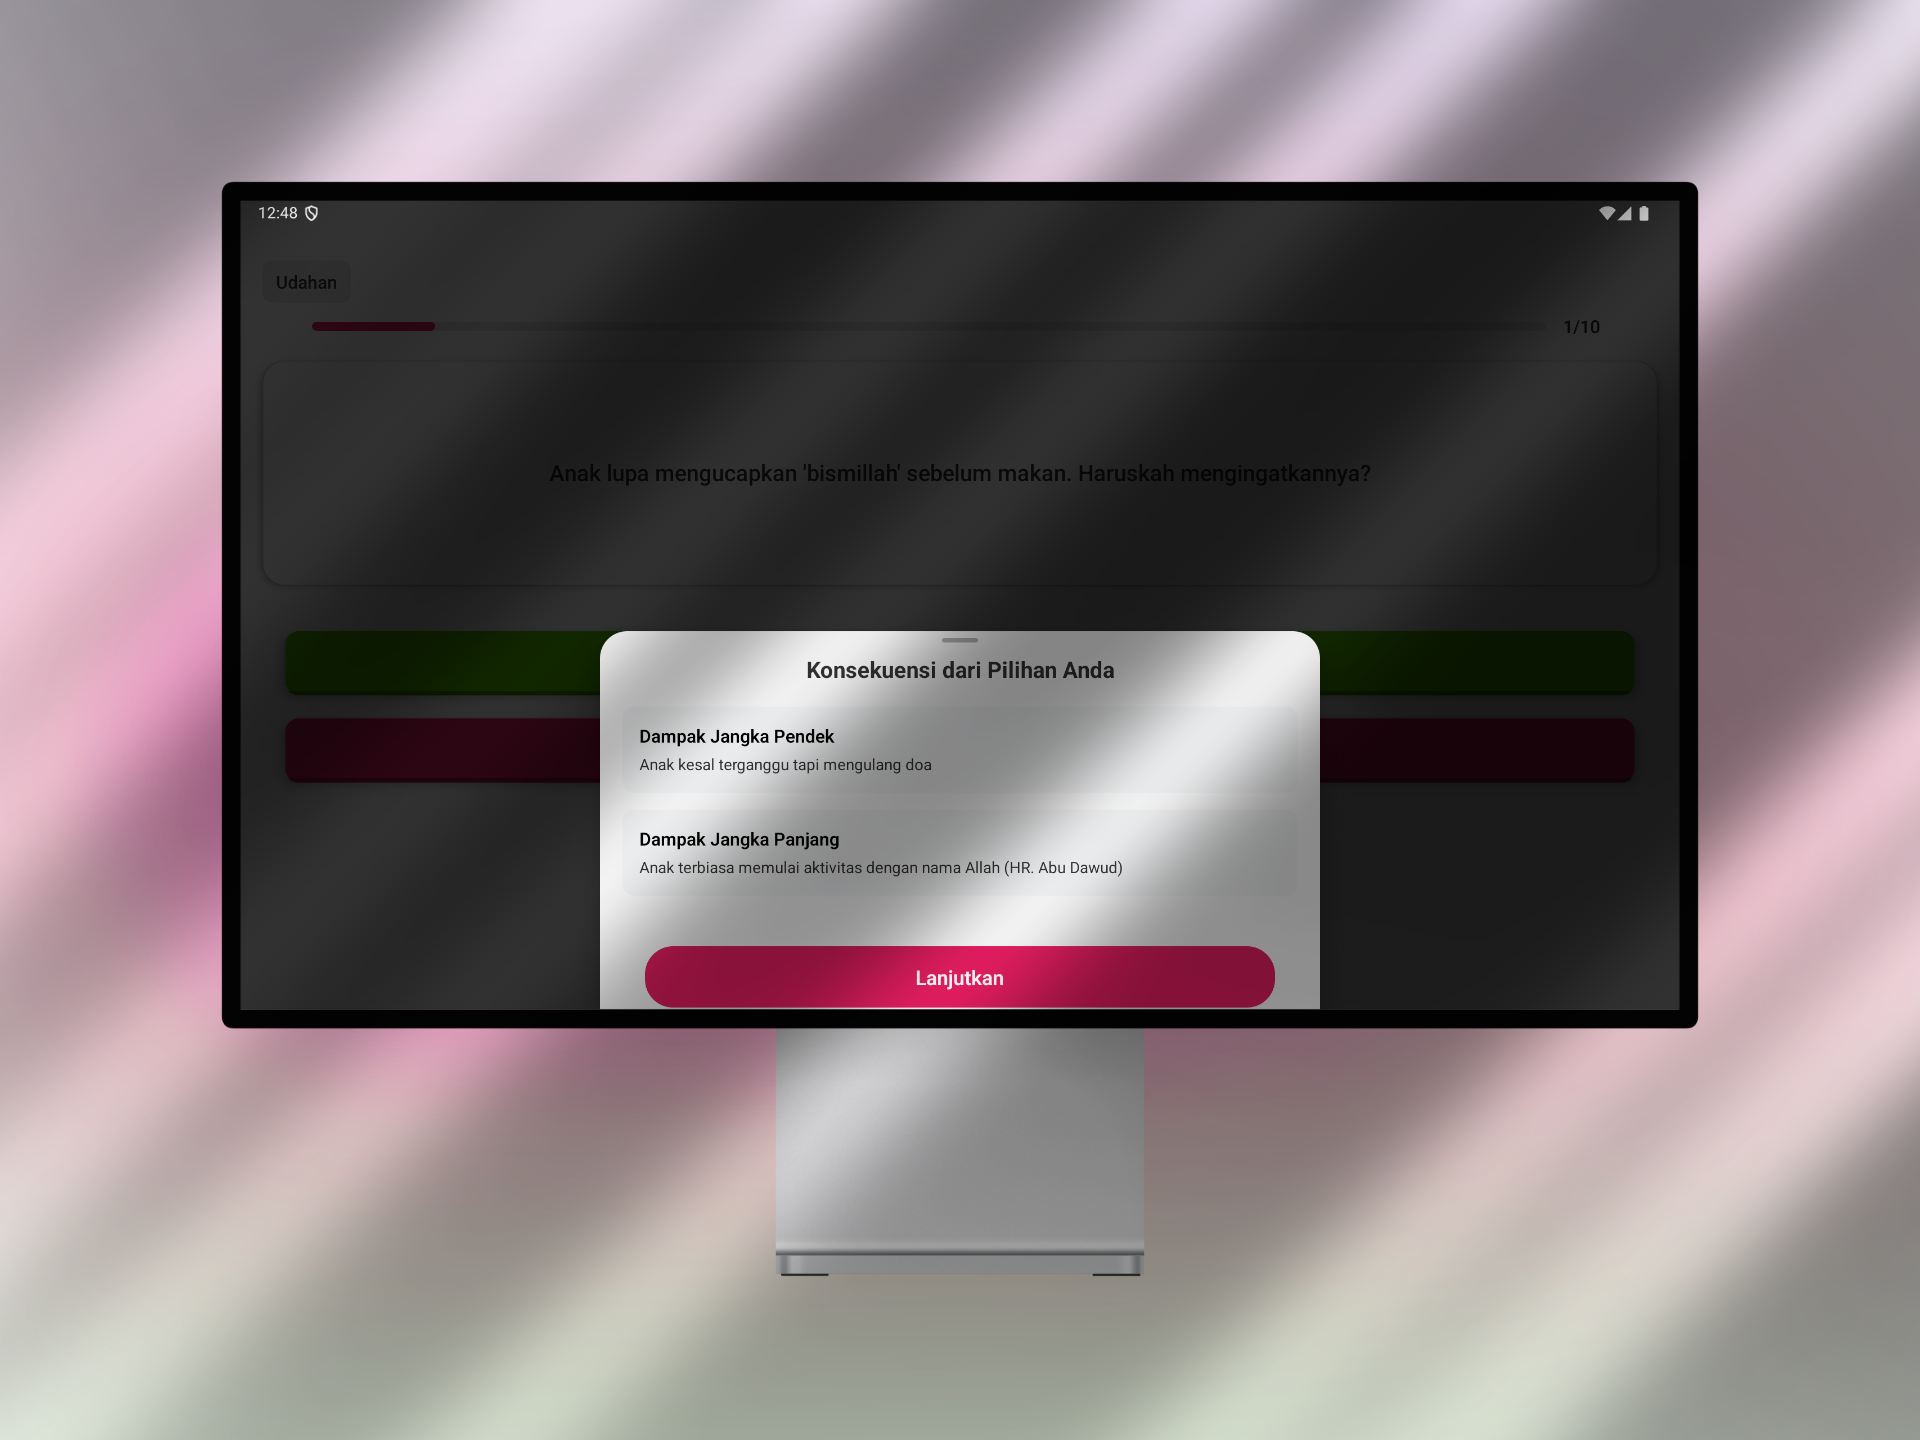 12:48
Udahan
1/10
Anak lupa mengucapkan 'bismillah' sebelum makan. Haruskah mengingatkannya?
Konsekuensi dari Pilihan Anda
Dampak Jangka Pendek
Anak kesal terganggu tapi mengulang doa
Dampak Jangka Panjang
Anak terbiasa memulai aktivitas dengan nama Allah (HR. Abu Dawud)
Lanjutkan